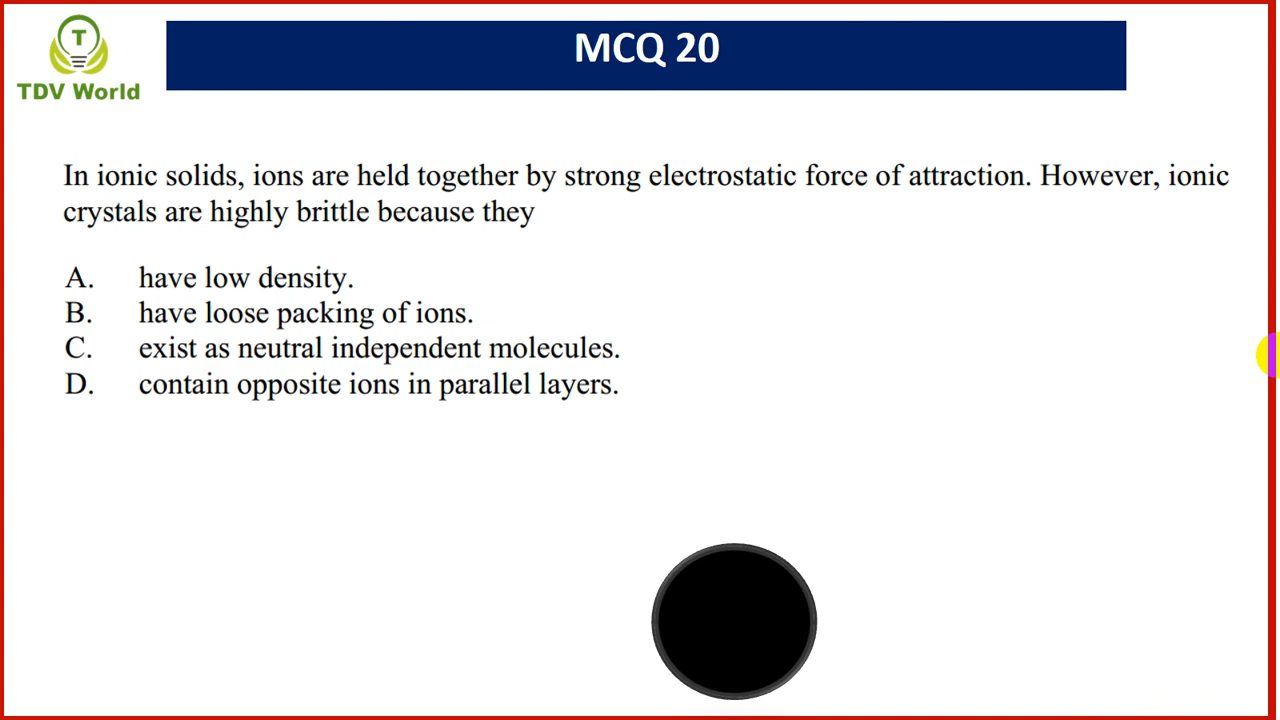 T
TDV World
MCQ 20
In ionic solids, ions are held together by strong electrostatic force of attraction. However, ionic
crystals are highly brittle because they
A. have low density.
B. have loose packing of ions.
C. exist as neutral independent molecules.
D. contain opposite ions in parallel layers.